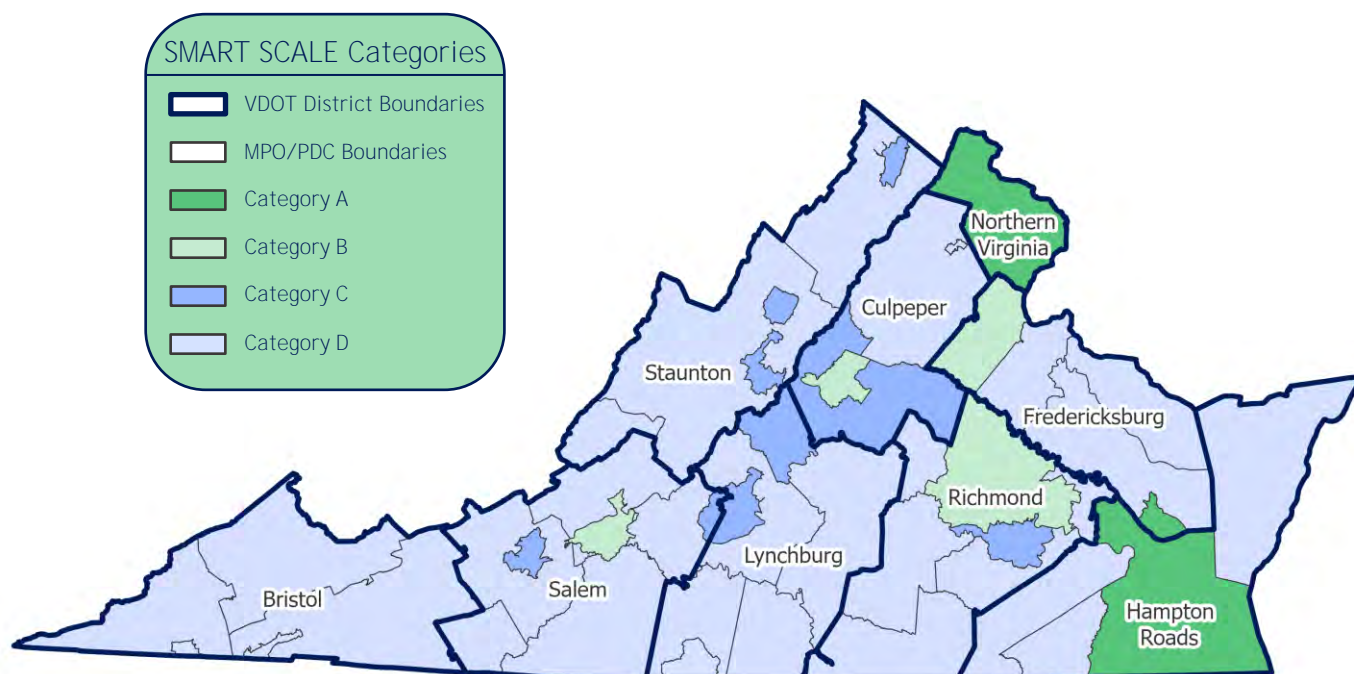 SMART SCALE Categories
VDOT District Boundaries
MPO/PDC Boundaries
Category A
Category B
Category C
Category D
Northern
Virginia
Culpeper
Staunton
Fredericksburg
Richmond
Lynchburg
Salem
Bristol
Hampton
Roads